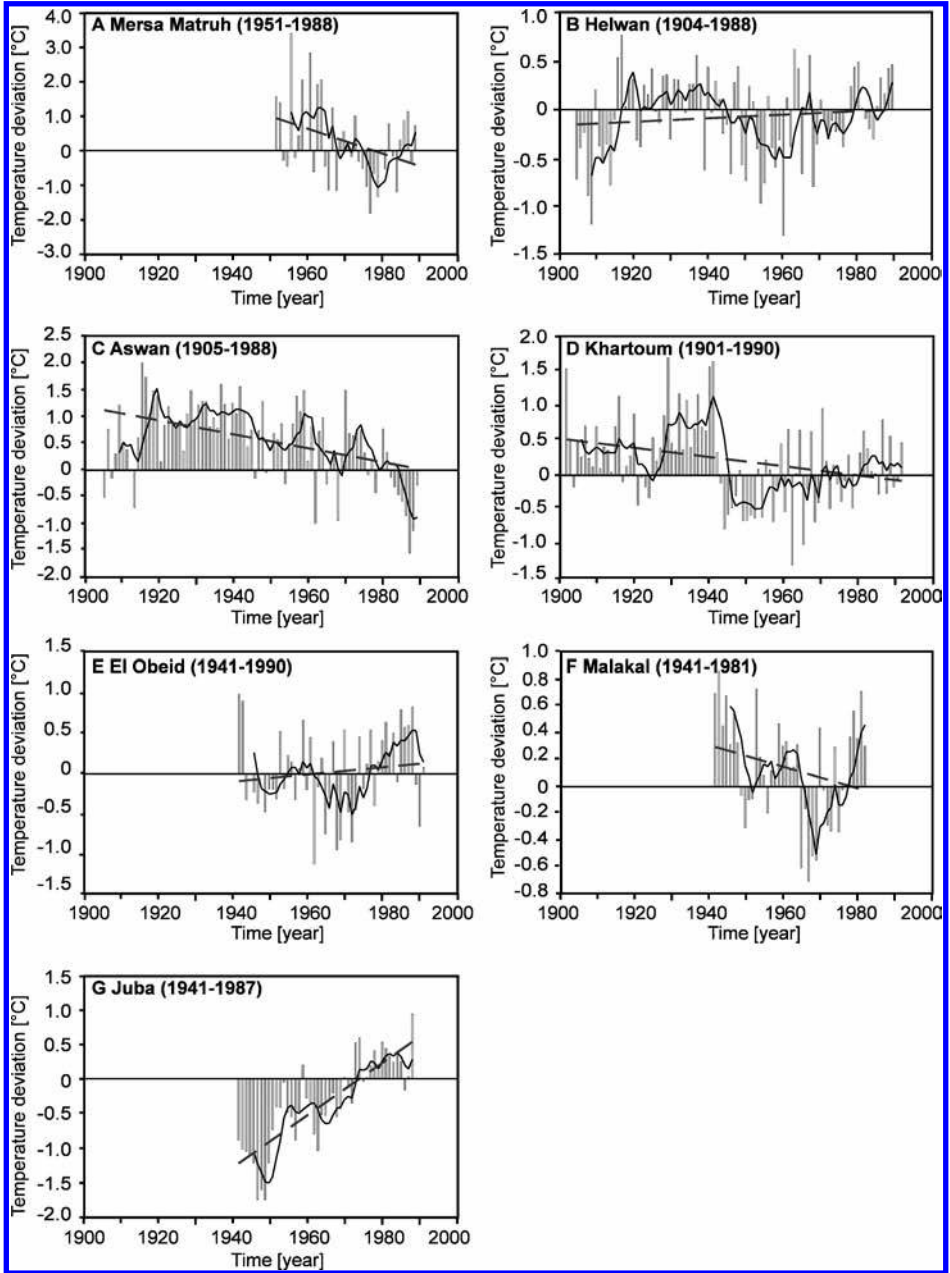 A Mersa Matruh (1951-1988)
Temperature deviation [°C]
4.0
3.0
2.0
1.0
0
-1.0
-2.0
-3.0
1900 1920 1940 1960 1980 2000
Time [year]
B Helwan (1904-1988)
Temperature deviation [°C]
1.0
0.5
0
-0.5
-1.0
-1.5
1900 1920 1940 1960 1980 2000
Time [year]
C Aswan (1905-1988)
Temperature deviation [°C]
2.5
2.0
1.5
1.0
0.5
0
-0.5
-1.0
-1.5
-2.0
1900 1920 1940 1960 1980 2000
Time [year]
D Khartoum (1901-1990)
Temperature deviation [°C]
2.0
1.5
1.0
0.5
0
-0.5
-1.0
-1.5
1900 1920 1940 1960 1980 2000
Time [year]
E El Obeid (1941-1990)
Temperature deviation [°C]
1.5
1.0
0.5
0
-0.5
-1.0
-1.5
1900 1920 1940 1960 1980 2000
Time [year]
F Malakal (1941-1981)
Temperature deviation [°C]
1.0
0.8
0.6
0.4
0.2
0
-0.2
-0.4
-0.6
-0.8
1900 1920 1940 1960 1980 2000
Time [year]
G Juba (1941-1987)
Temperature deviation [°C]
1.5
1.0
0.5
0
-0.5
-1.0
-1.5
-2.0
1900 1920 1940 1960 1980 2000
Time [year]